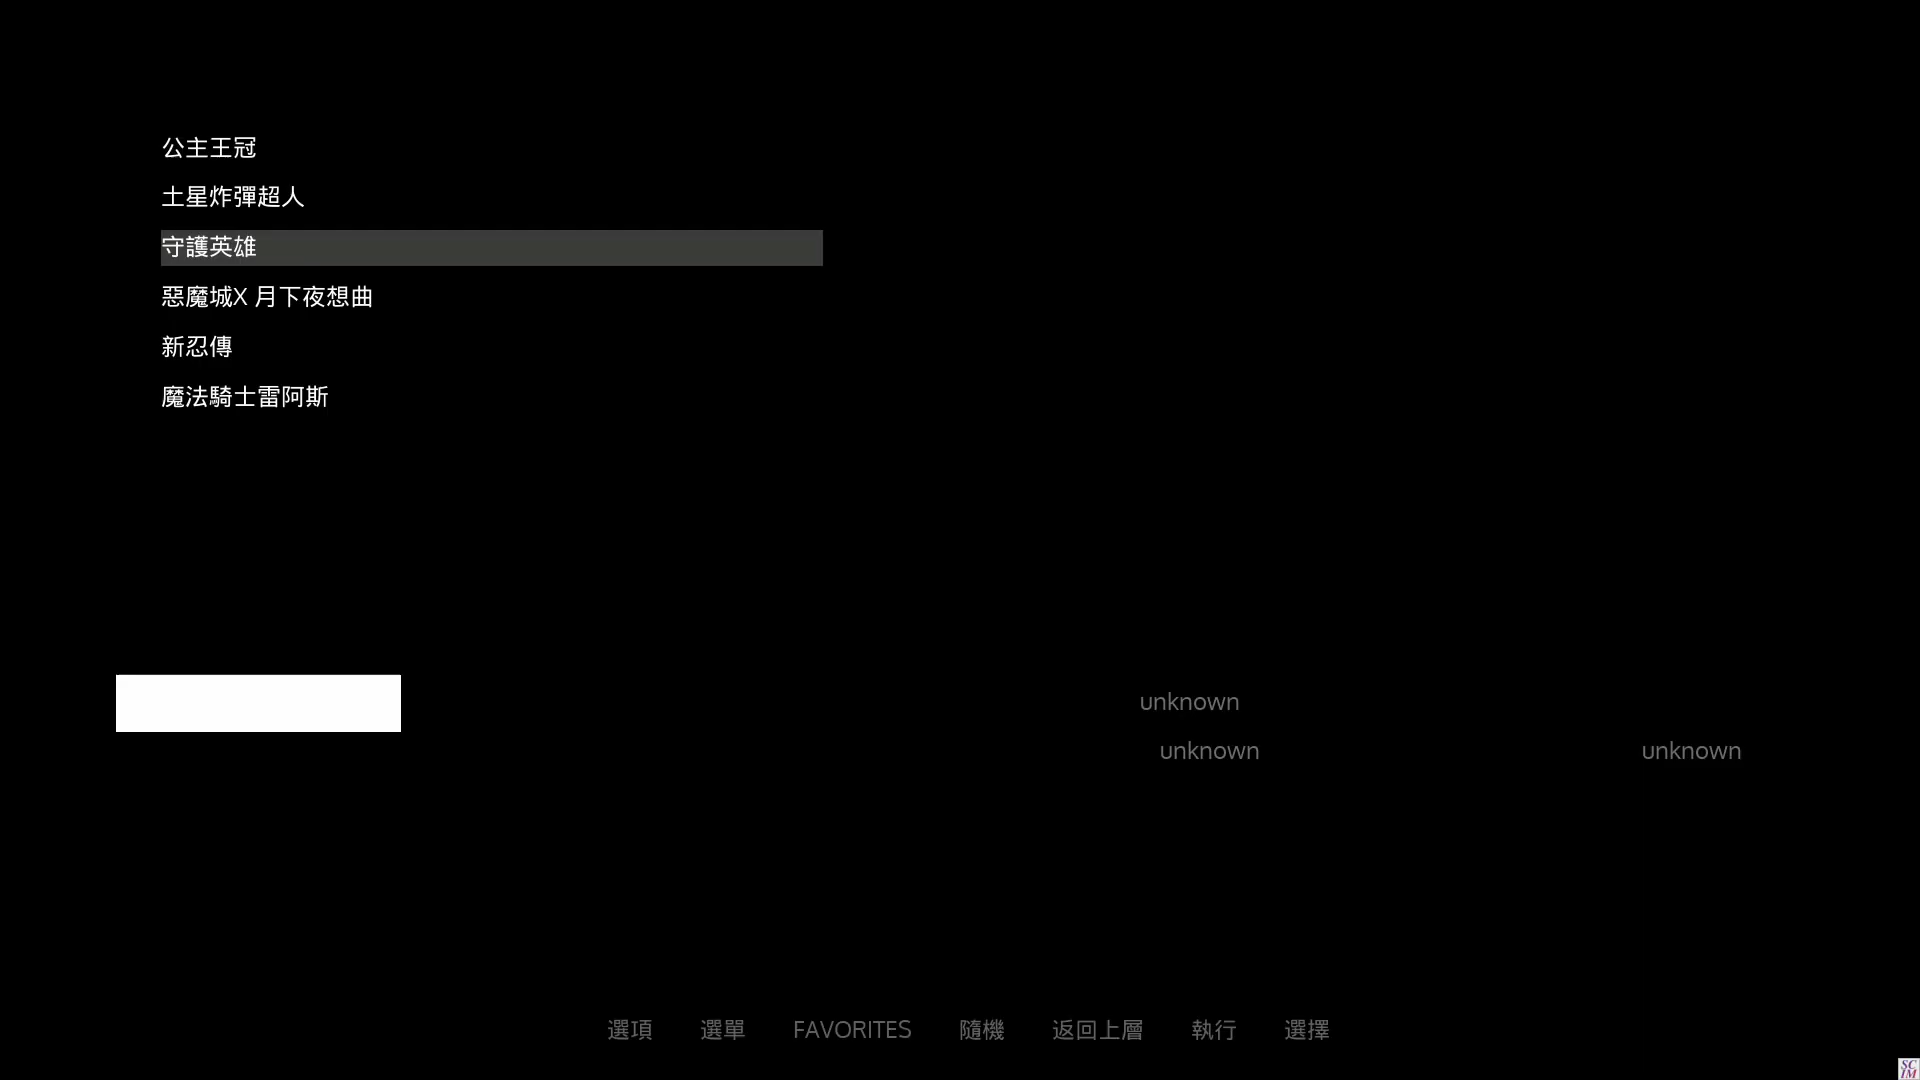 公主王冠
土星炸彈超人
守護英雄
惡魔城X 月下夜想曲
新忍傳
魔法騎士雷阿斯
unknown
unknown unknown
選項 選單 FAVORITES 隨機 返回上層 執行 選擇
SC
IM